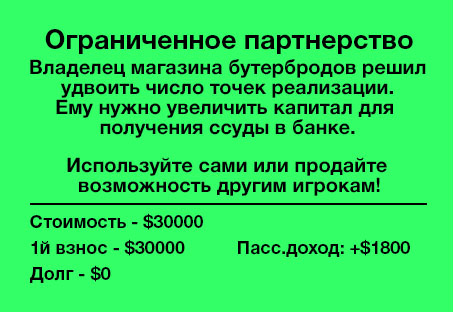 Ограниченное партнерство
Владелец магазина бутербродов решил
удвоить число точек реализации.
Ему нужно увеличить капитал для
получения ссуды в банке.
Используйте сами или продайте
возможность другим игрокам!
Стоимость - $30000
1й взнос - $30000 Пасс.доход: +$1800
Долг - $0